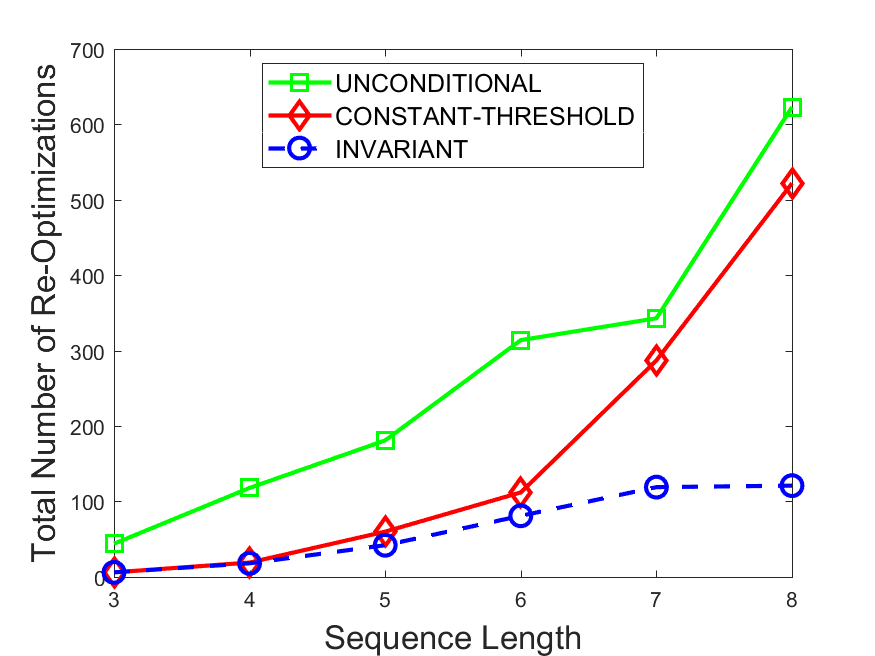 700
600
500
400
300
200
100
0
Total Number of Re-Optimizations
UNCONDITIONAL
CONSTANT-THRESHOLD
INVARIANT
3 4 5 6 7 8
Sequence Length